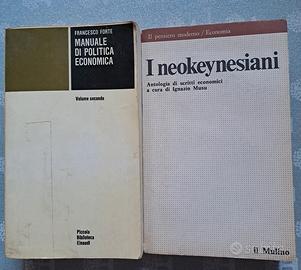 FRANCESCO FORTE
MANUALE
DI POLITICA
ECONOMICA
Volume secondo
Piccola
Biblioteca
Einaudi
Il pensiero moderno / Economia
I neokeynesiani
Antologia di scritti economici
a cura di Ignazio Musu
il Mulino
subito